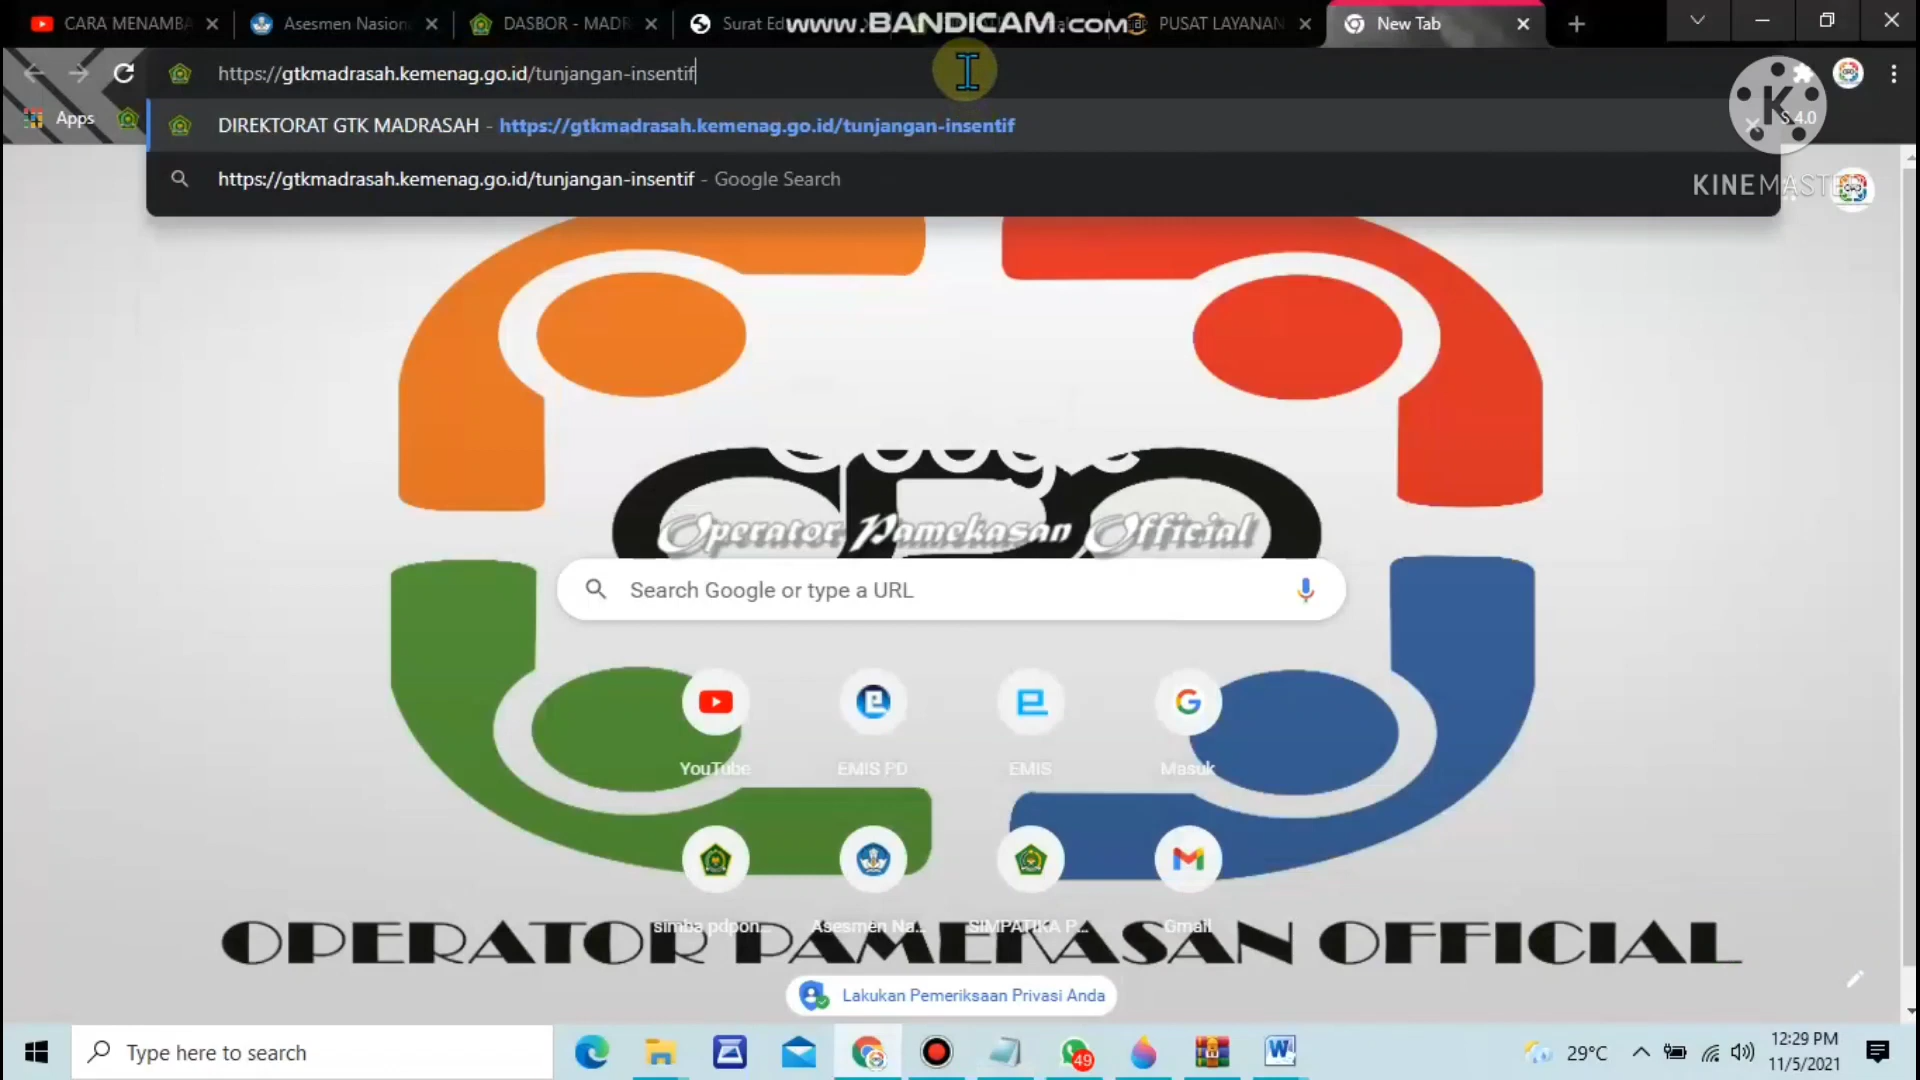 CARA MENAMBA
Asesmen Nasion
DASBOR - MADR
Surat Ed
www.BANDICAM.com
PUSAT LAYANAN
New Tab
https://gtkmadrasah.kemenag.go.id/tunjangan-insentif
Apps
DIREKTORAT GTK MADRASAH - https://gtkmadrasah.kemenag.go.id/tunjangan-insentif
S 4.0
https://gtkmadrasah.kemenag.go.id/tunjangan-insentif - Google Search
KINEMASTER
Google
Operator Pamekasan Official
Search Google or type a URL
YouTube
EMIS PD
EMIS
Masuk
simba pdpon...
Asesmen Na...
SIMPATIKA P...
Gmail
OPERATOR PAMEKASAN OFFICIAL
Lakukan Pemeriksaan Privasi Anda
Type here to search
49
29°C
12:29 PM
11/5/2021